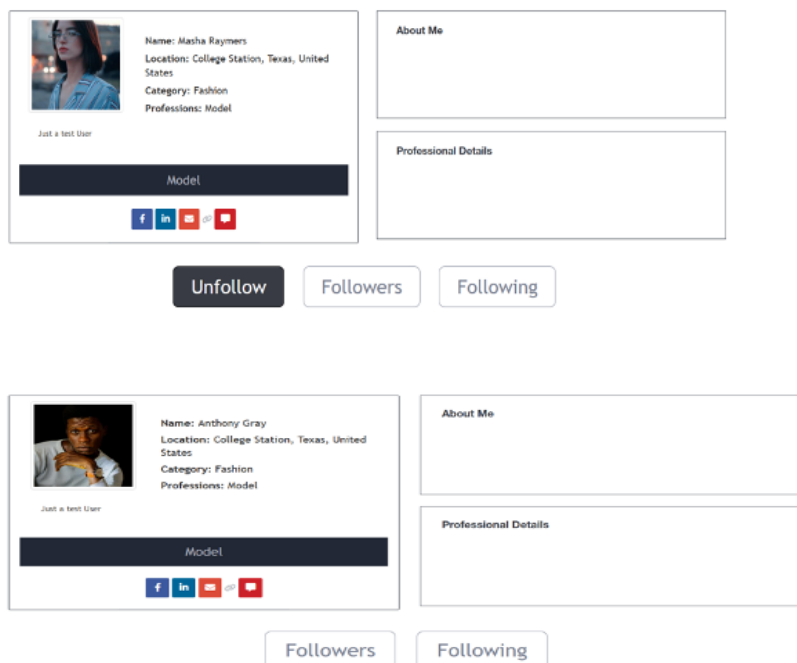 Name: Masha Raymers
Location: College Station, Texas, United
States
Category: Fashion
Professions: Model
Just a test User
Model
f in
About Me
Professional Details
Unfollow Followers Following
Name: Anthony Gray
Location: College Station, Texas, United
States
Category: Fashion
Professions: Model
Just a test User
Model
f in
About Me
Professional Details
Followers Following